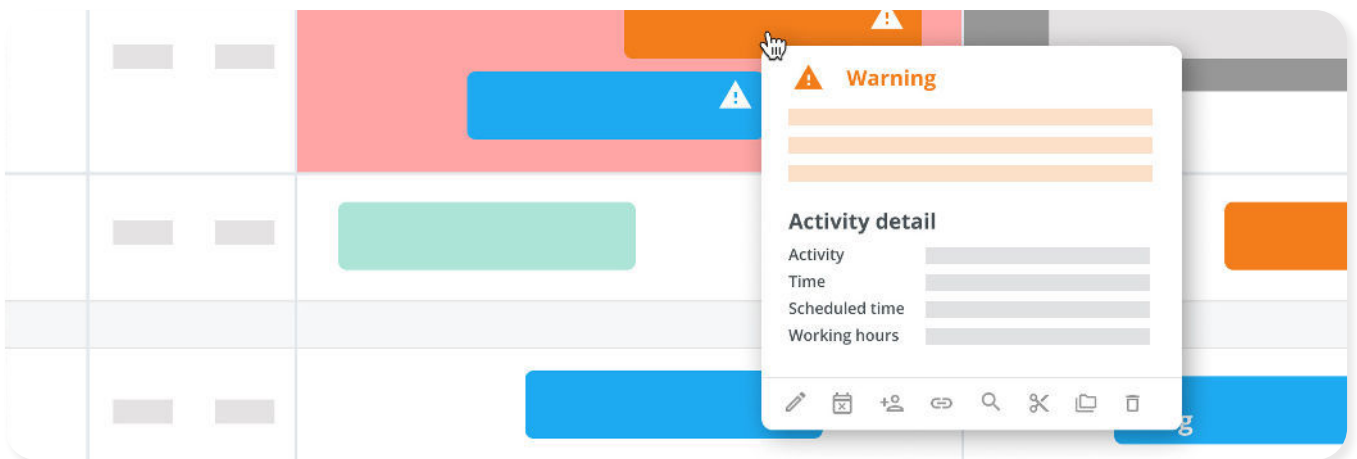 Warning
Activity detail
Activity
Time
Scheduled time
Working hours
g